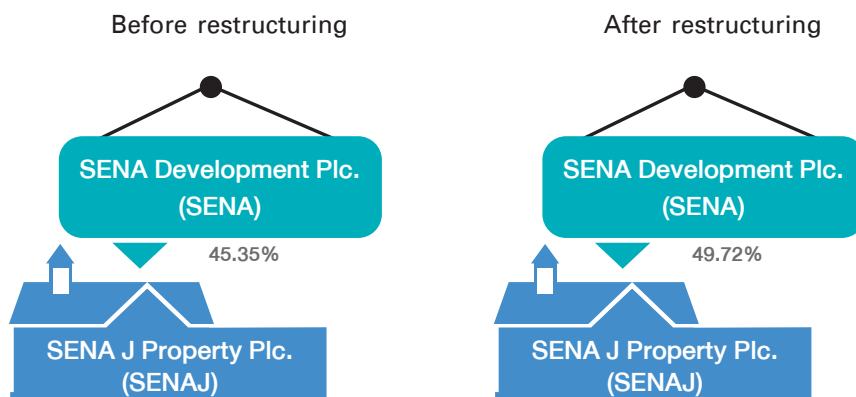 Before restructuring
SENA Development Plc.
(SENA)
45.35%
SENA J Property Plc.
(SENAJ)
After restructuring
SENA Development Plc.
(SENA)
49.72%
SENA J Property Plc.
(SENAJ)